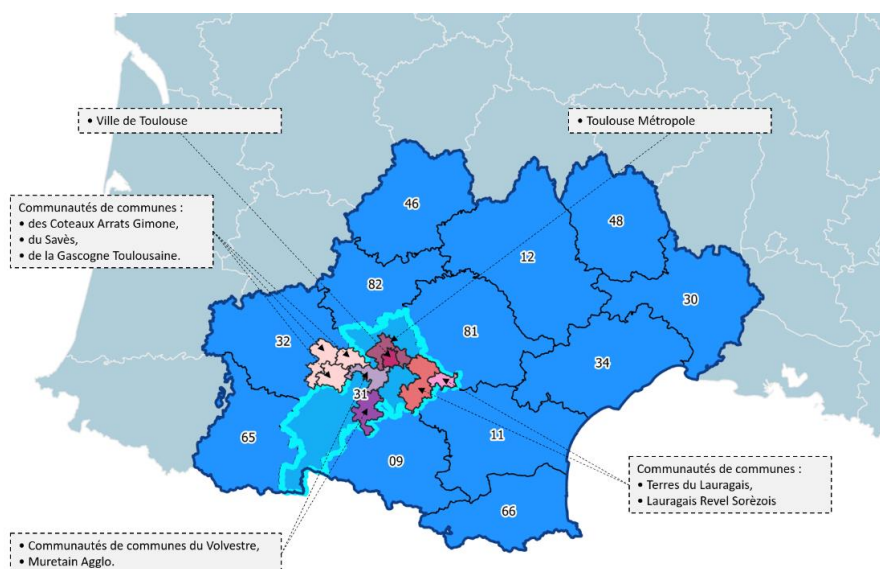 • Ville de Toulouse
• Toulouse Métropole
Communautés de communes :
• des Coteaux Arrats Gimone,
• du Savès,
• de la Gascogne Toulousaine.
46
48
12
82
30
81
32
34
31
65
11
09
66
Communautés de communes :
• Terres du Lauragais,
• Lauragais Revel Sorèzois
• Communautés de communes du Volvestre,
• Muretain Agglo.